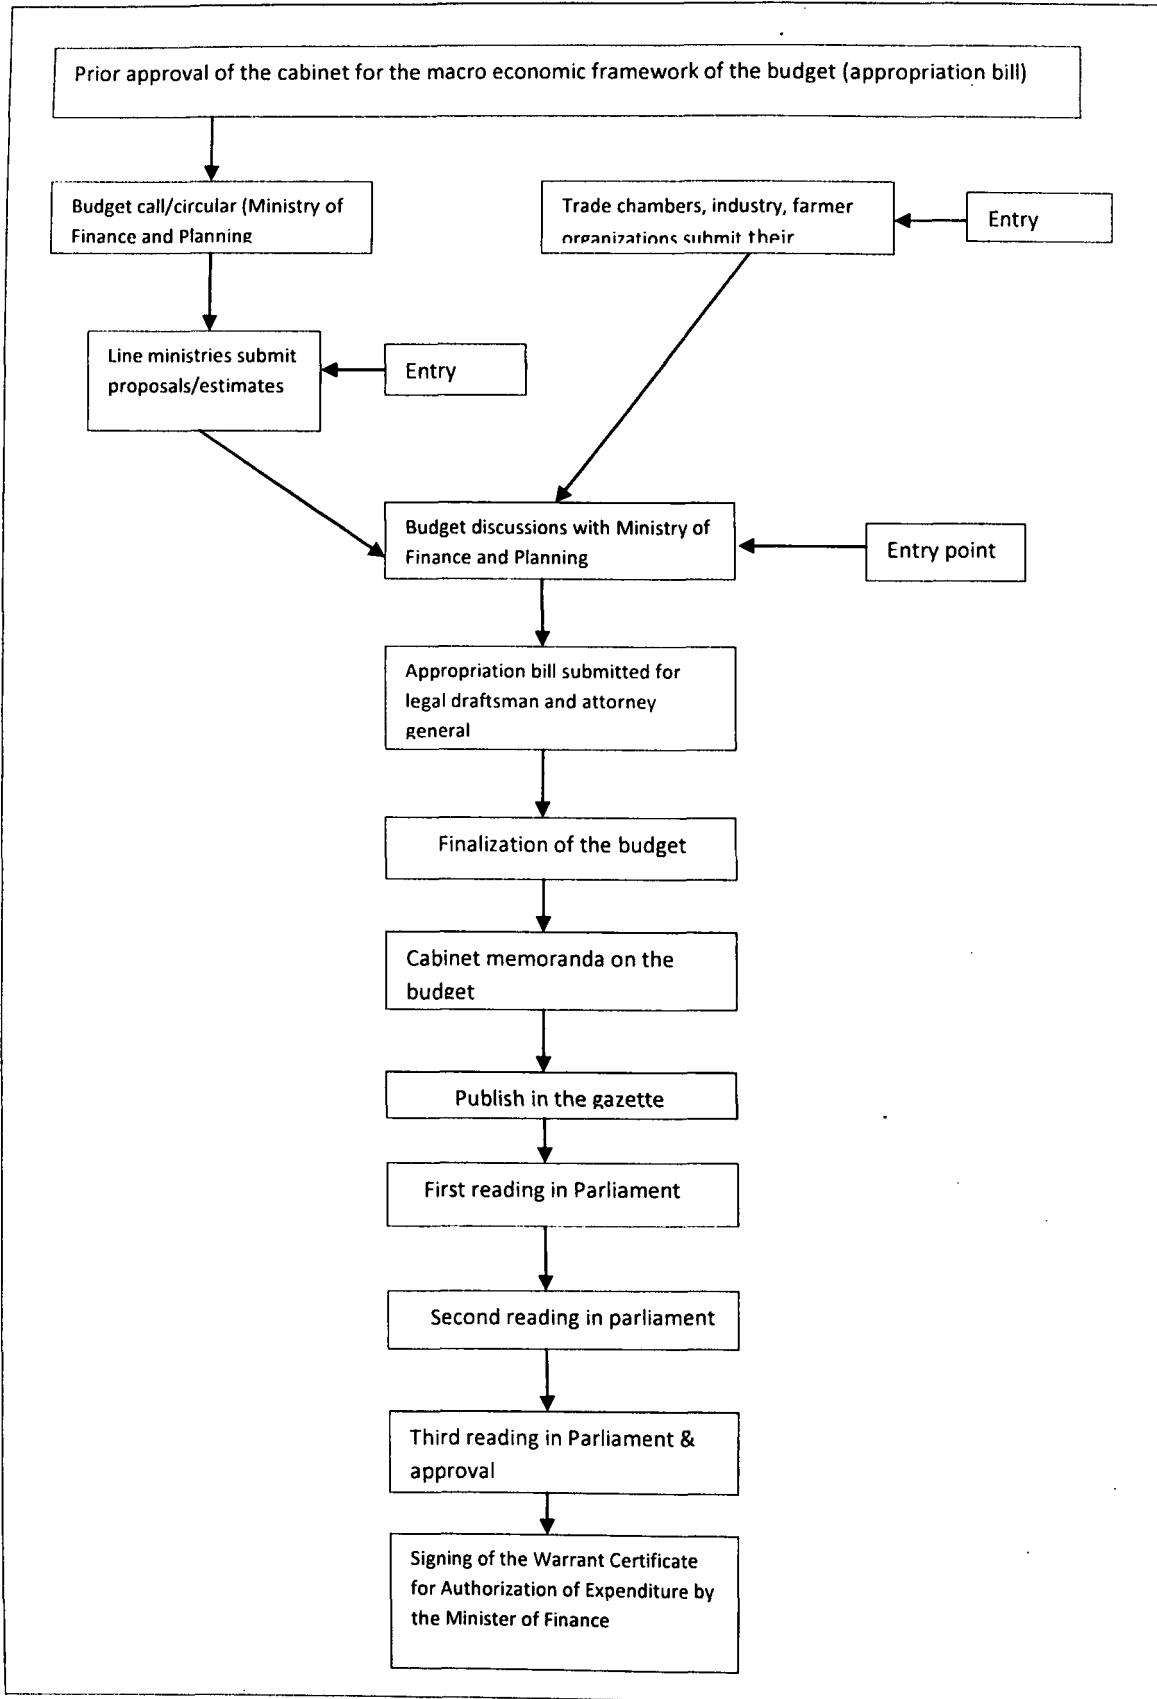 Prior approval of the cabinet for the macro economic framework of the budget (appropriation bill)
Budget call/circular (Ministry of
Finance and Planning
Trade chambers, industry, farmer
organizations submit their
Entry
Line ministries submit
proposals/estimates
Entry
Budget discussions with Ministry of
Finance and Planning
Entry point
Appropriation bill submitted for
legal draftsman and attorney
general
Finalization of the budget
Cabinet memoranda on the
budget
Publish in the gazette
First reading in Parliament
Second reading in parliament
Third reading in Parliament &
approval
Signing of the Warrant Certificate
for Authorization of Expenditure by
the Minister of Finance